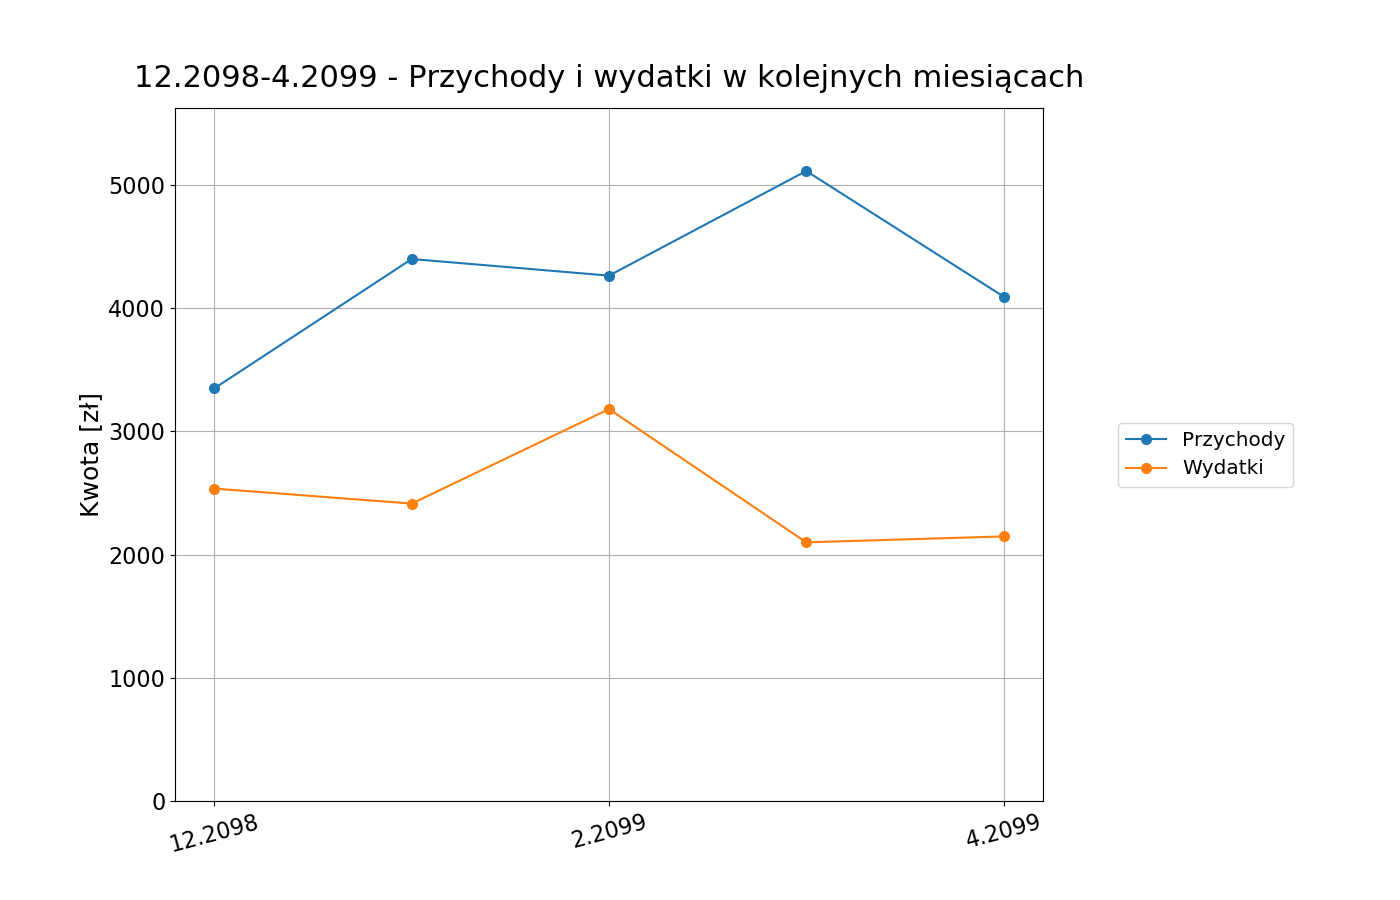 12.2098-4.2099 - Przychody i wydatki w kolejnych miesiącach
Kwota [zł]
5000
4000
3000
2000
1000
0
12.2098
2.2099
4.2099
Przychody
Wydatki